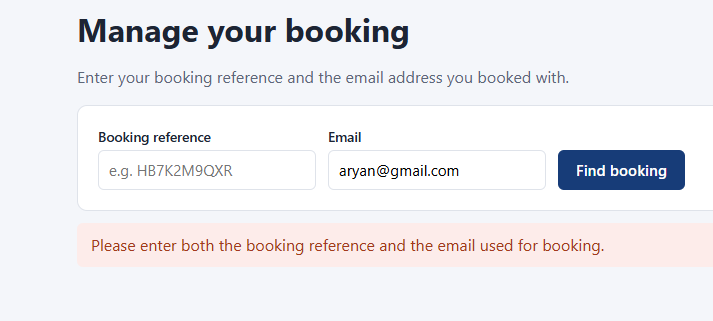 Manage your booking
Enter your booking reference and the email address you booked with.
Booking reference
Email
e.g. HB7K2M9QXR
aryan@gmail.com
Find booking
Please enter both the booking reference and the email used for booking.